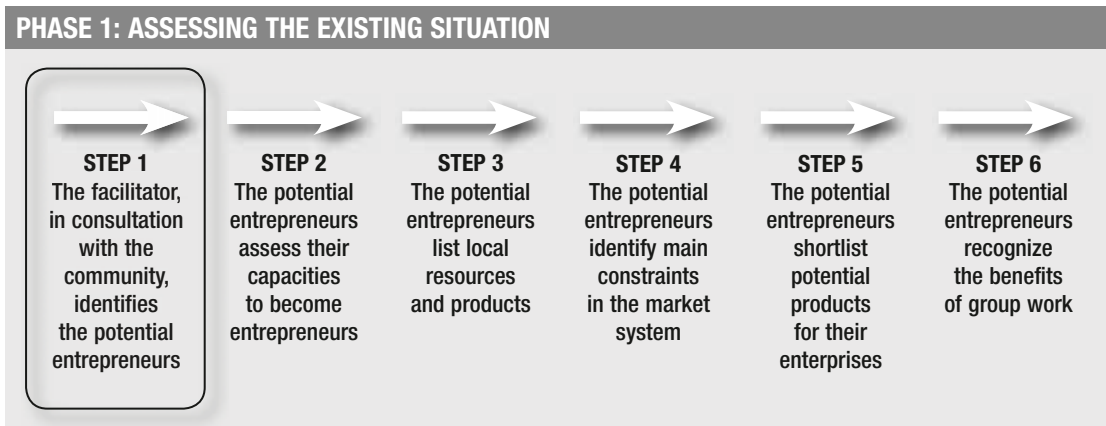 PHASE 1: ASSESSING THE EXISTING SITUATION
STEP 1
The facilitator,
in consultation
with the
community,
identifies
the potential
entrepreneurs
STEP 2
The potential
entrepreneurs
assess their
capacities
to become
entrepreneurs
STEP 3
The potential
entrepreneurs
list local
resources
and products
STEP 4
The potential
entrepreneurs
identify main
constraints
in the market
system
STEP 5
The potential
entrepreneurs
shortlist
potential
products
for their
enterprises
STEP 6
The potential
entrepreneurs
recognize
the benefits
of group work